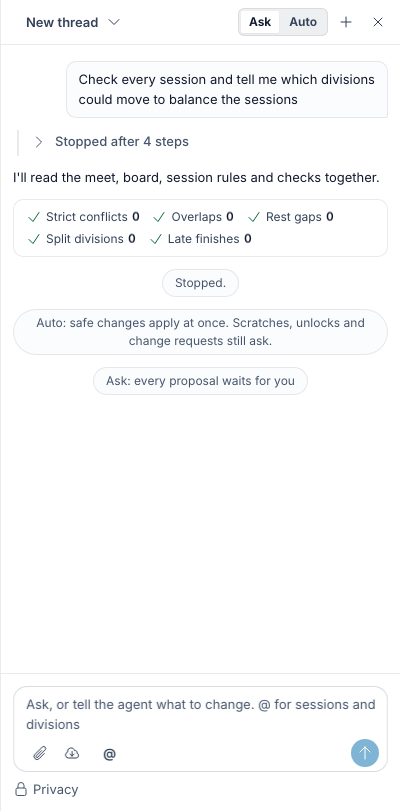 New thread
Ask Auto
Check every session and tell me which divisions
could move to balance the sessions
Stopped after 4 steps
I'll read the meet, board, session rules and checks together.
Strict conflicts 0 Overlaps 0 Rest gaps 0
Split divisions 0 Late finishes 0
Stopped.
Auto: safe changes apply at once. Scratches, unlocks and
change requests still ask.
Ask: every proposal waits for you
Ask, or tell the agent what to change. @ for sessions and
divisions
@
Privacy